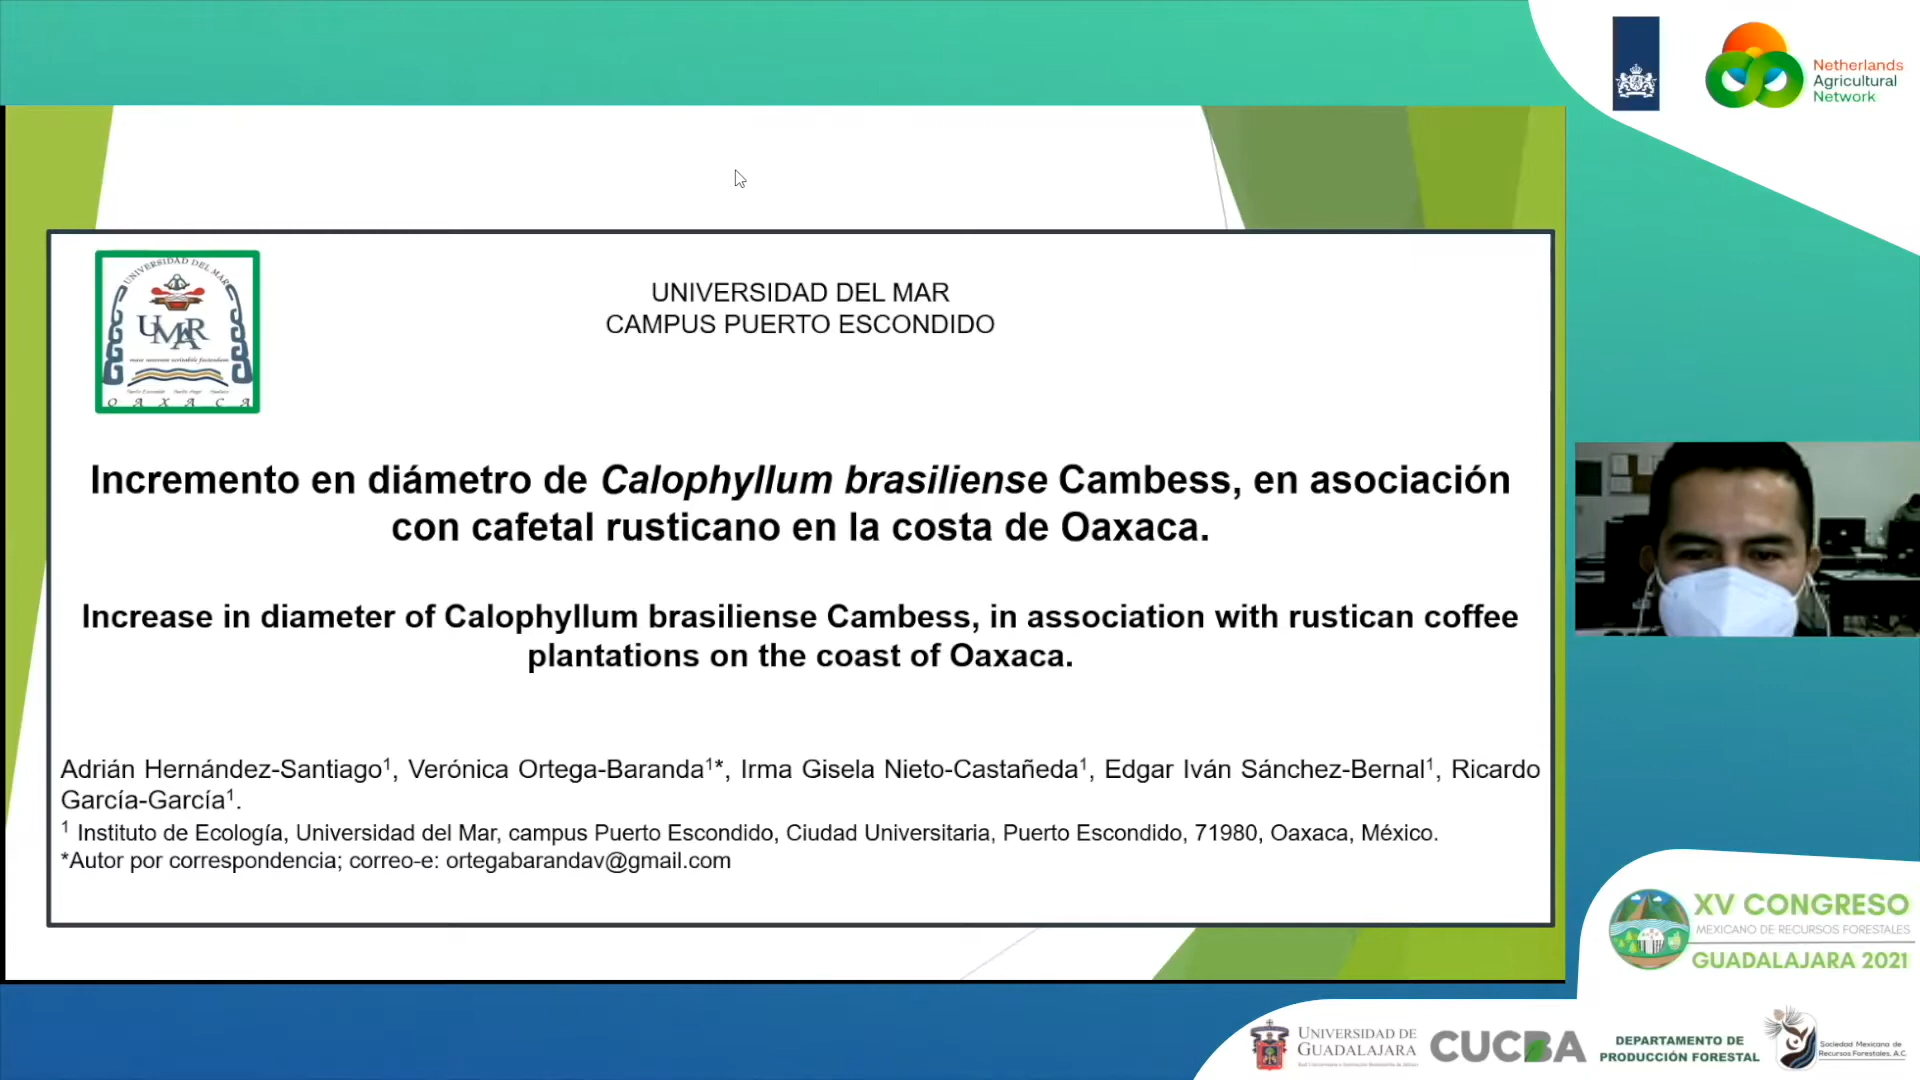 Netherlands
Agricultural
Network
UNIVERSIDAD DEL MAR
UMAR
OAXACA
UNIVERSIDAD DEL MAR
CAMPUS PUERTO ESCONDIDO
Incremento en diámetro de Calophyllum brasiliense Cambess, en asociación
con cafetal rusticano en la costa de Oaxaca.
Increase in diameter of Calophyllum brasiliense Cambess, in association with rustican coffee
plantations on the coast of Oaxaca.
Adrián Hernández-Santiago¹, Verónica Ortega-Baranda¹*, Irma Gisela Nieto-Castañeda¹, Edgar Iván Sánchez-Bernal¹, Ricardo
García-García¹.
¹ Instituto de Ecología, Universidad del Mar, campus Puerto Escondido, Ciudad Universitaria, Puerto Escondido, 71980, Oaxaca, México.
*Autor por correspondencia; correo-e: ortegabarandav@gmail.com
XV CONGRESO
MEXICANO DE RECURSOS FORESTALES
GUADALAJARA 2021
UNIVERSIDAD DE
GUADALAJARA
CUCBA
DEPARTAMENTO DE
PRODUCCIÓN FORESTAL
Sociedad Mexicana de
Recursos Forestales, A.C.